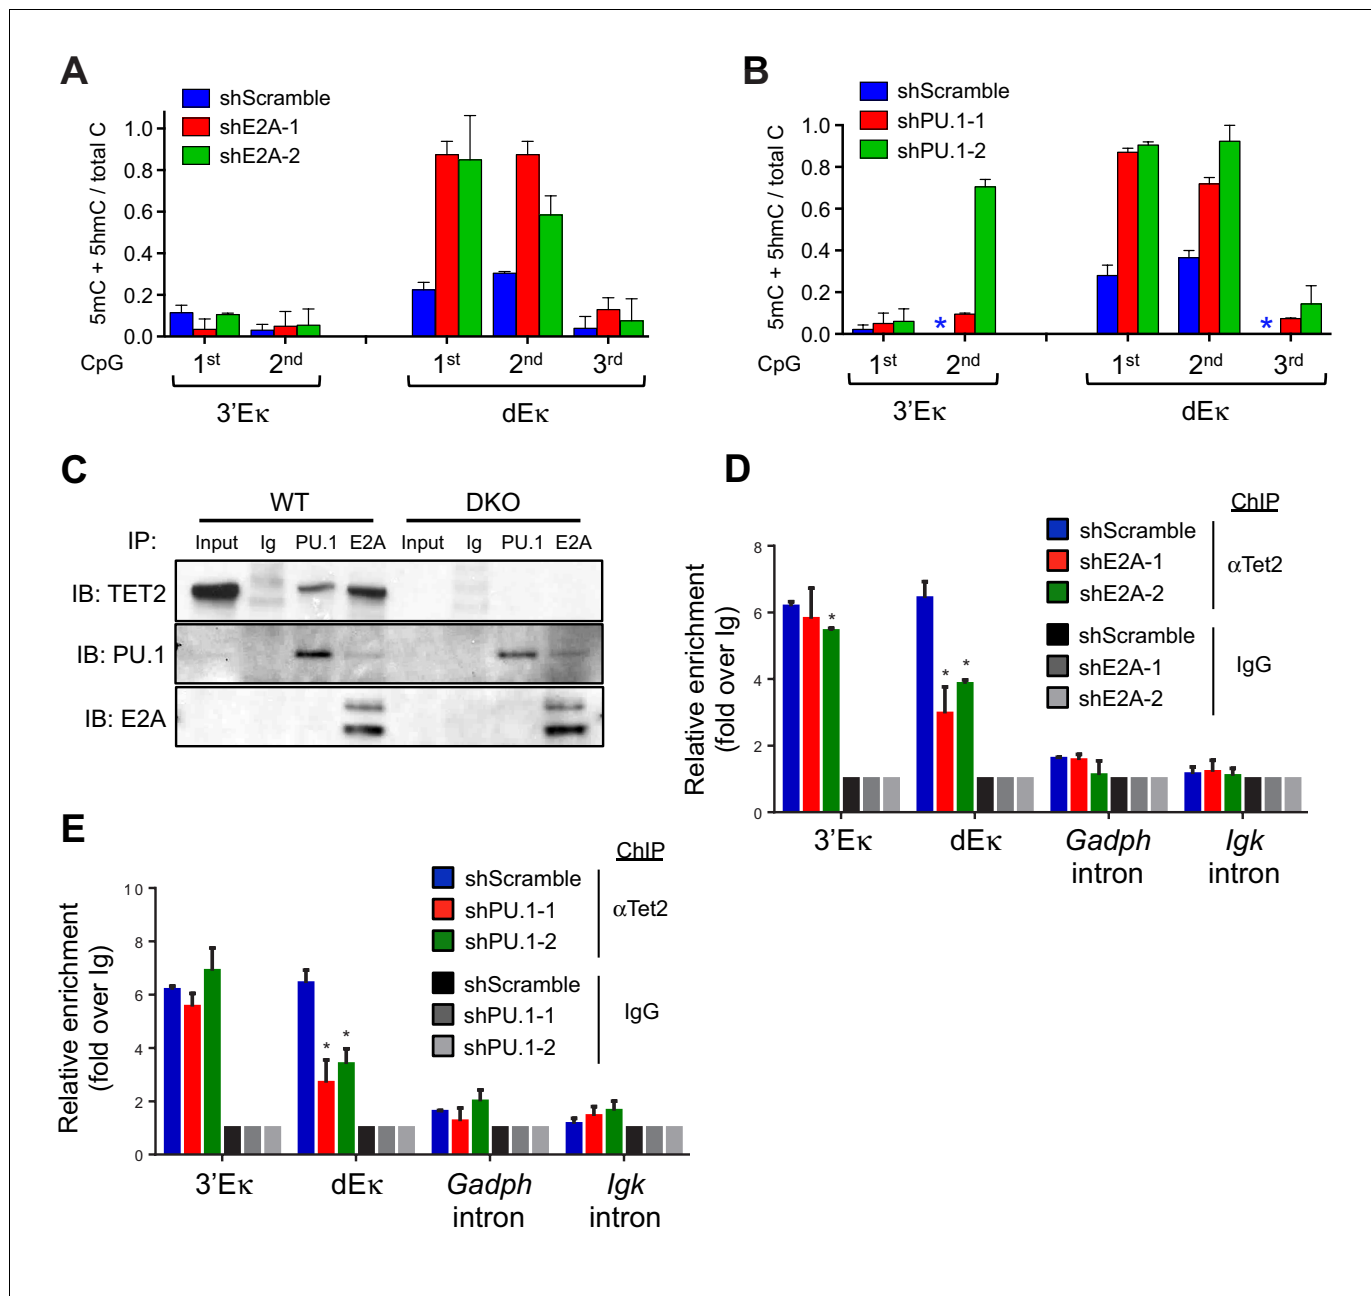 A
shScramble
shE2A-1
shE2A-2
5mC + 5hmC / total C
1.0
0.8
0.6
0.4
0.2
0.0
CpG 1st 2nd 1st 2nd 3rd
3'Eκ dEκ
B
shScramble
shPU.1-1
shPU.1-2
5mC + 5hmC / total C
1.0
0.8
0.6
0.4
0.2
0.0
* *
CpG 1st 2nd 1st 2nd 3rd
3'Eκ dEκ
C
WT DKO
IP: Input Ig PU.1 E2A Input Ig PU.1 E2A
IB: TET2
IB: PU.1
IB: E2A
D
ChIP
shScramble
shE2A-1
shE2A-2
αTet2
shScramble
shE2A-1
shE2A-2
IgG
Relative enrichment
(fold over Ig)
8
6
4
2
0
* * *
3'Eκ dEκ Gadph intron Igk intron
E
ChIP
shScramble
shPU.1-1
shPU.1-2
αTet2
shScramble
shPU.1-1
shPU.1-2
IgG
Relative enrichment
(fold over Ig)
10
8
6
4
2
0
* *
3'Eκ dEκ Gadph intron Igk intron